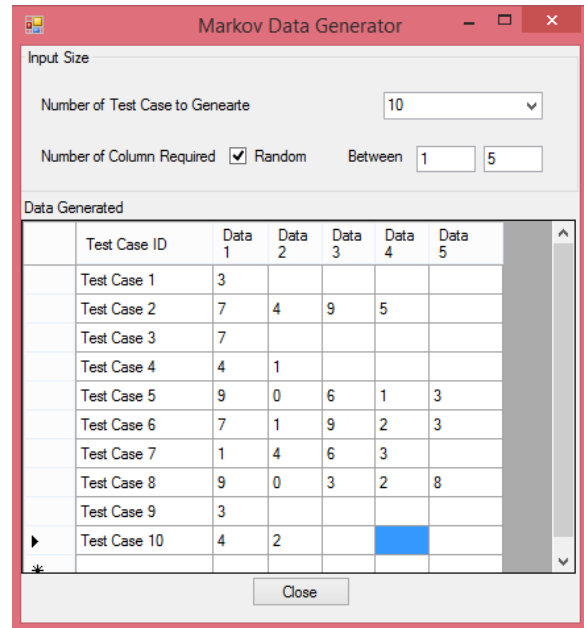 Markov Data Generator
Input Size
Number of Test Case to Genearte 10
Number of Column Required Random Between 1 5
Data Generated
Test Case ID Data 1 Data 2 Data 3 Data 4 Data 5
Test Case 1 3
Test Case 2 7 4 9 5
Test Case 3 7
Test Case 4 4 1
Test Case 5 9 0 6 1 3
Test Case 6 7 1 9 2 3
Test Case 7 1 4 6 3
Test Case 8 9 0 3 2 8
Test Case 9 3
Test Case 10 4 2
Close